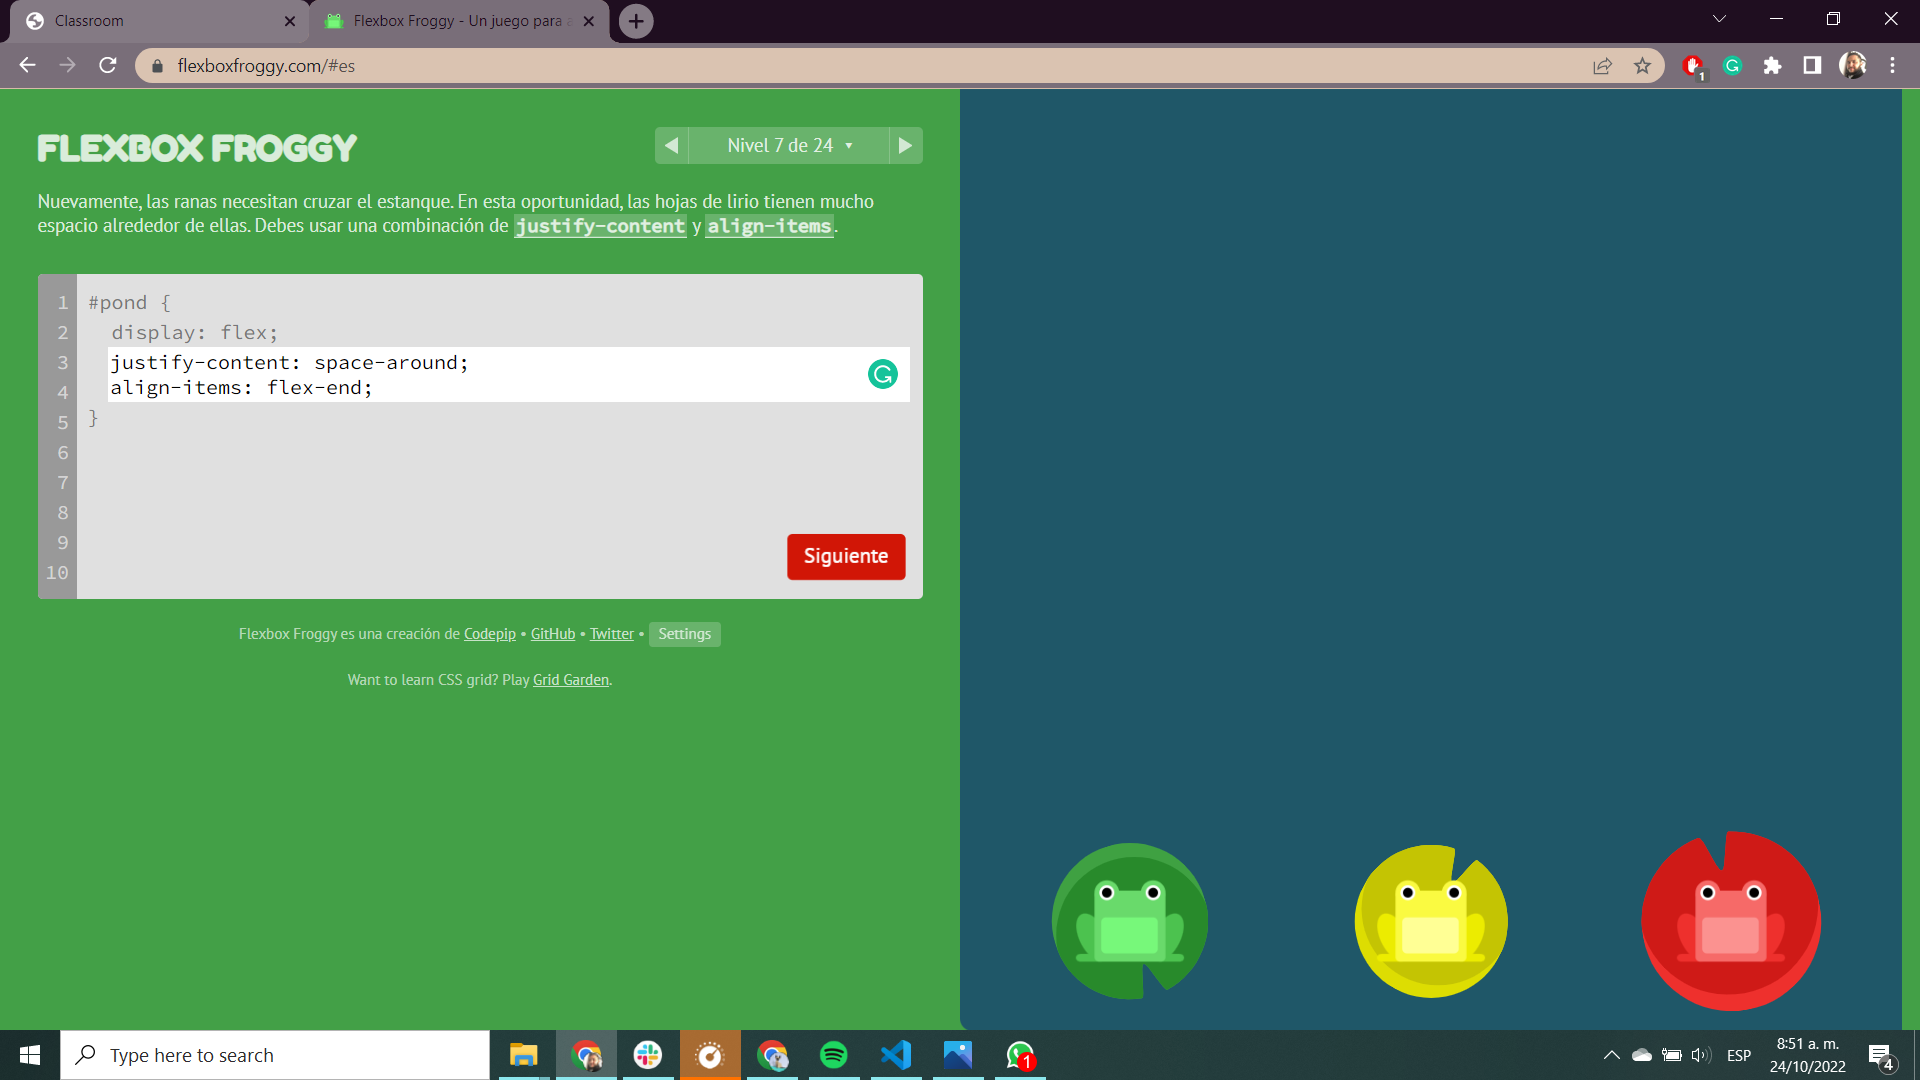 Classroom
Flexbox Froggy - Un juego para a
flexboxfroggy.com/#es
1
FLEXBOX FROGGY
Nivel 7 de 24
Nuevamente, las ranas necesitan cruzar el estanque. En esta oportunidad, las hojas de lirio tienen mucho
espacio alrededor de ellas. Debes usar una combinación de justify-content y align-items.
1 #pond {
2 display: flex;
3 justify-content: space-around;
4 align-items: flex-end;
5 }
6
7
8
9
10
Siguiente
Flexbox Froggy es una creación de Codepip • GitHub • Twitter • Settings
Want to learn CSS grid? Play Grid Garden.
Type here to search
1
ESP
8:51 a. m.
24/10/2022
4